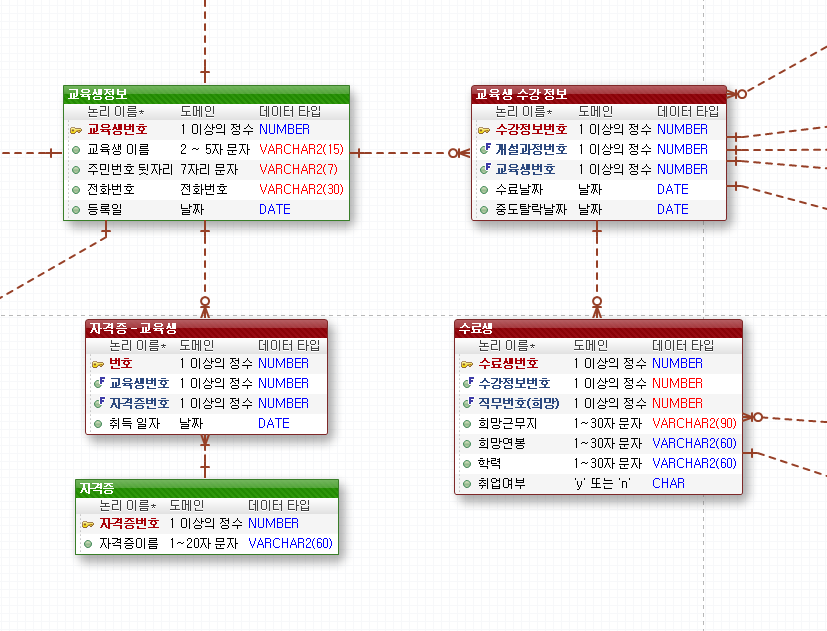 교육생정보
논리 이름* 도메인 데이터 타입
교육생번호 1 이상의 정수 NUMBER
교육생 이름 2 ~ 5자 문자 VARCHAR2(15)
주민번호 뒷자리 7자리 문자 VARCHAR2(7)
전화번호 전화번호 VARCHAR2(30)
등록일 날짜 DATE
교육생 수강 정보
논리 이름* 도메인 데이터 타입
수강정보번호 1 이상의 정수 NUMBER
개설과정번호 1 이상의 정수 NUMBER
교육생번호 1 이상의 정수 NUMBER
수료날짜 날짜 DATE
중도탈락날짜 날짜 DATE
자격증 - 교육생
논리 이름* 도메인 데이터 타입
번호 1 이상의 정수 NUMBER
교육생번호 1 이상의 정수 NUMBER
자격증번호 1 이상의 정수 NUMBER
취득 일자 날짜 DATE
수료생
논리 이름* 도메인 데이터 타입
수료생번호 1 이상의 정수 NUMBER
수강정보번호 1 이상의 정수 NUMBER
직무번호(희망) 1 이상의 정수 NUMBER
희망근무지 1~30자 문자 VARCHAR2(90)
희망연봉 1~30자 문자 VARCHAR2(60)
학력 1~30자 문자 VARCHAR2(60)
취업여부 'y' 또는 'n' CHAR
자격증
논리 이름* 도메인 데이터 타입
자격증번호 1 이상의 정수 NUMBER
자격증이름 1~20자 문자 VARCHAR2(60)